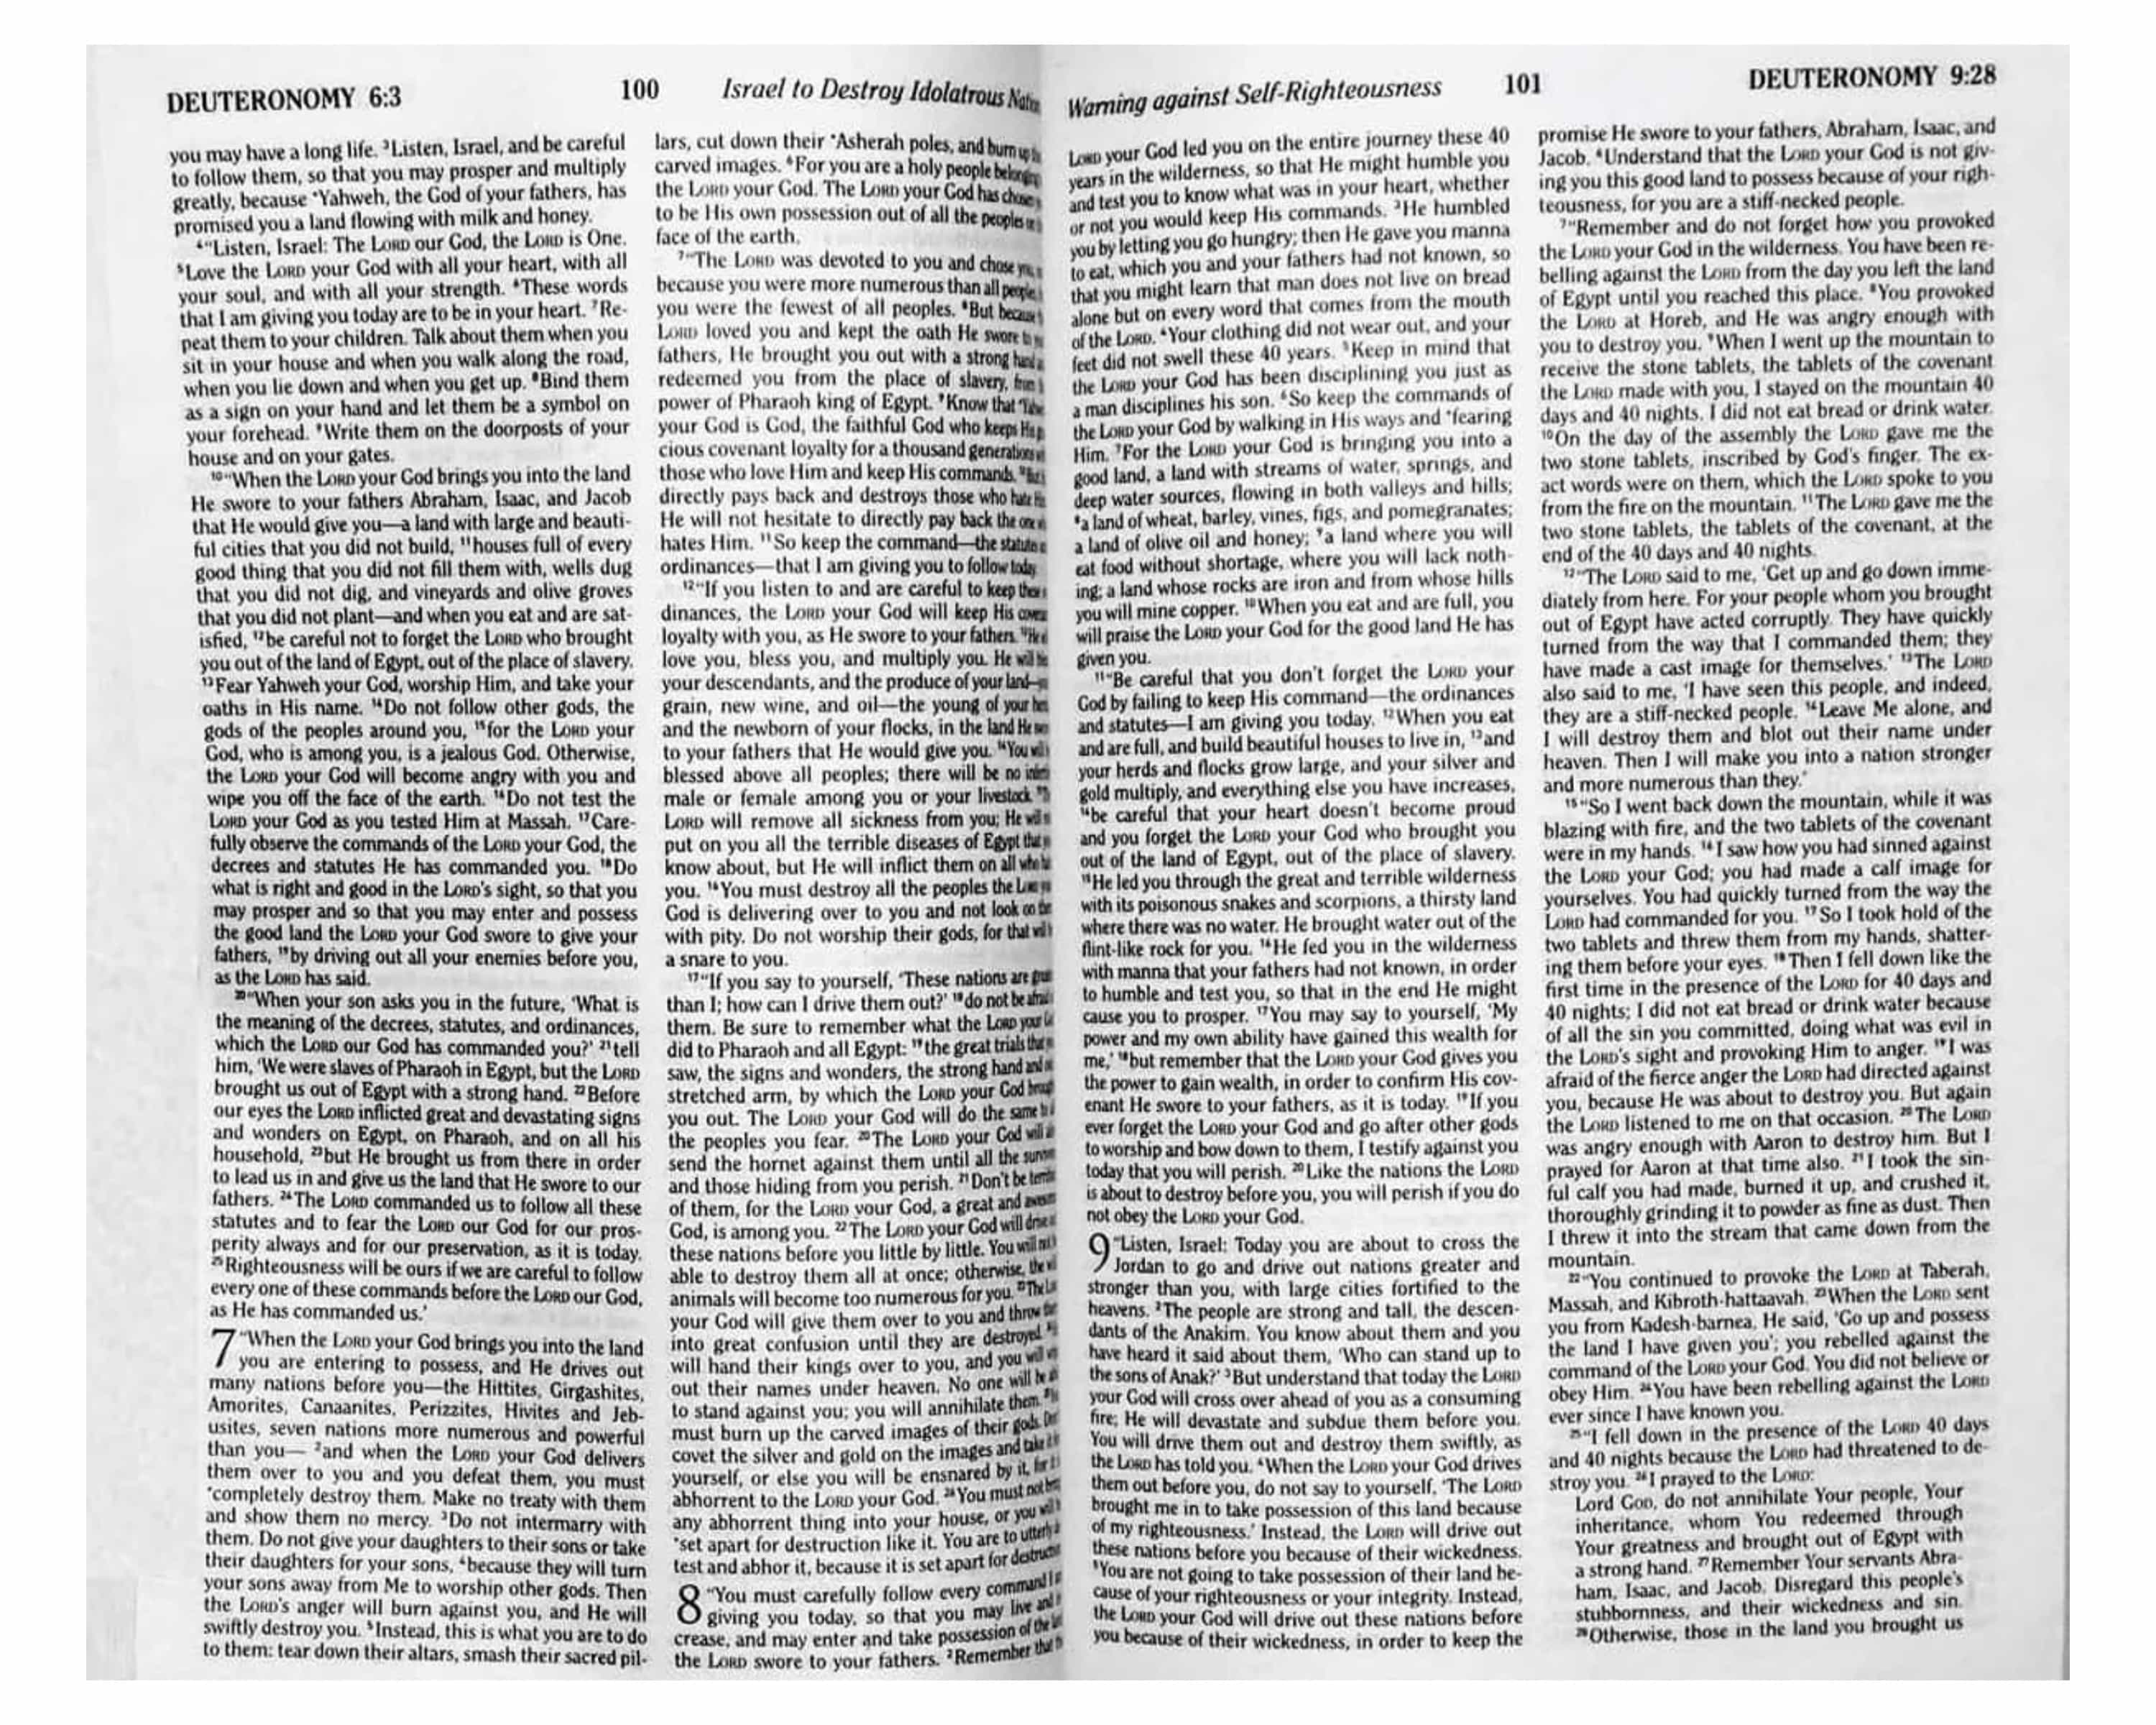 DEUTERONOMY 6:3
100
Israel to Destroy Idolatrous
you may have a long life. ³Listen, Israel, and be careful
to follow them, so that you may prosper and multiply
greatly, because *Yahweh, the God of your fathers, has
promised you a land flowing with milk and honey.
⁴"Listen, Israel: The LORD our God, the LORD is One.
⁵Love the LORD your God with all your heart, with all
your soul, and with all your strength. ⁶These words
that I am giving you today are to be in your heart. ⁷Re-
peat them to your children. Talk about them when you
sit in your house and when you walk along the road,
when you lie down and when you get up. ⁸Bind them
as a sign on your hand and let them be a symbol on
your forehead. ⁹Write them on the doorposts of your
house and on your gates.
¹⁰"When the LORD your God brings you into the land
He swore to your fathers Abraham, Isaac, and Jacob
that He would give you—a land with large and beauti-
ful cities that you did not build, ¹¹houses full of every
good thing that you did not fill them with, wells dug
that you did not dig, and vineyards and olive groves
that you did not plant—and when you eat and are sat-
isfied, ¹²be careful not to forget the LORD who brought
you out of the land of Egypt, out of the place of slavery.
¹³Fear Yahweh your God, worship Him, and take your
oaths in His name. ¹⁴Do not follow other gods, the
gods of the peoples around you, ¹⁵for the LORD your
God, who is among you, is a jealous God. Otherwise,
the LORD your God will become angry with you and
wipe you off the face of the earth. ¹⁶Do not test the
LORD your God as you tested Him at Massah. ¹⁷Care-
fully observe the commands of the LORD your God, the
decrees and statutes He has commanded you. ¹⁸Do
what is right and good in the LORD's sight, so that you
may prosper and so that you may enter and possess
the good land the LORD your God swore to give your
fathers, ¹⁹by driving out all your enemies before you,
as the LORD has said.
²⁰"When your son asks you in the future, 'What is
the meaning of the decrees, statutes, and ordinances,
which the LORD our God has commanded you?' ²¹tell
him, 'We were slaves of Pharaoh in Egypt, but the LORD
brought us out of Egypt with a strong hand. ²²Before
our eyes the LORD inflicted great and devastating signs
and wonders on Egypt, on Pharaoh, and on all his
household, ²³but He brought us from there in order
to lead us in and give us the land that He swore to our
fathers. ²⁴The LORD commanded us to follow all these
statutes and to fear the LORD our God for our pros-
perity always and for our preservation, as it is today.
²⁵Righteousness will be ours if we are careful to follow
every one of these commands before the LORD our God,
as He has commanded us.'
7 "When the LORD your God brings you into the land
you are entering to possess, and He drives out
many nations before you—the Hittites, Girgashites,
Amorites, Canaanites, Perizzites, Hivites and Jeb-
usites, seven nations more numerous and powerful
than you— ²and when the LORD your God delivers
them over to you and you defeat them, you must
*completely destroy them. Make no treaty with them
and show them no mercy. ³Do not intermarry with
them. Do not give your daughters to their sons or take
their daughters for your sons, ⁴because they will turn
your sons away from Me to worship other gods. Then
the LORD's anger will burn against you, and He will
swiftly destroy you. ⁵Instead, this is what you are to do
to them: tear down their altars, smash their sacred pil-
lars, cut down their *Asherah poles, and burn up
carved images. ⁶For you are a holy people belonging
the LORD your God. The LORD your God has chosen
to be His own possession out of all the peoples
face of the earth.
⁷"The LORD was devoted to you and chose
because you were more numerous than all peoples,
you were the fewest of all peoples. ⁸But because
LORD loved you and kept the oath He swore
fathers, He brought you out with a strong hand
redeemed you from the place of slavery, from
power of Pharaoh king of Egypt. ⁹Know that
your God is God, the faithful God who keeps His
cious covenant loyalty for a thousand generations
those who love Him and keep His commands.
directly pays back and destroys those who hate
He will not hesitate to directly pay back the one
hates Him. ¹¹So keep the command—the statutes
ordinances—that I am giving you to follow today.
¹²"If you listen to and are careful to keep
dinances, the LORD your God will keep His
loyalty with you, as He swore to your fathers.
love you, bless you, and multiply you. He will
your descendants, and the produce of your land—
grain, new wine, and oil—the young of your
and the newborn of your flocks, in the land He
to your fathers that He would give you. ¹⁴You will
blessed above all peoples; there will be no
male or female among you or your livestock.
LORD will remove all sickness from you; He will
put on you all the terrible diseases of Egypt that
know about, but He will inflict them on all who
you. ¹⁶You must destroy all the peoples the LORD
God is delivering over to you and not look on
with pity. Do not worship their gods, for that will
a snare to you.
¹⁷"If you say to yourself, 'These nations are
than I; how can I drive them out?' ¹⁸do not be afraid
them. Be sure to remember what the LORD your
did to Pharaoh and all Egypt: ¹⁹the great trials that
saw, the signs and wonders, the strong hand and
stretched arm, by which the LORD your God
you out. The LORD your God will do the same
the peoples you fear. ²⁰The LORD your God will
send the hornet against them until all the
and those hiding from you perish. ²¹Don't be
of them, for the LORD your God, a great and
God, is among you. ²²The LORD your God will drive
these nations before you little by little. You will
able to destroy them all at once; otherwise, the
animals will become too numerous for you. ²³The
your God will give them over to you and throw
into great confusion until they are destroyed.
will hand their kings over to you, and you will
out their names under heaven. No one will be
to stand against you; you will annihilate them.
must burn up the carved images of their gods.
covet the silver and gold on the images and take
yourself, or else you will be ensnared by it, for
abhorrent to the LORD your God. ²⁶You must not
any abhorrent thing into your house, or you will
*set apart for destruction like it. You are to utterly
test and abhor it, because it is set apart for
8 "You must carefully follow every command
giving you today, so that you may live and
crease, and may enter and take possession of the
the LORD swore to your fathers. ²Remember that
Warning against Self-Righteousness
101
DEUTERONOMY 9:28
LORD your God led you on the entire journey these 40
years in the wilderness, so that He might humble you
and test you to know what was in your heart, whether
or not you would keep His commands. ³He humbled
you by letting you go hungry; then He gave you manna
to eat, which you and your fathers had not known, so
that you might learn that man does not live on bread
alone but on every word that comes from the mouth
of the LORD. ⁴Your clothing did not wear out, and your
feet did not swell these 40 years. ⁵Keep in mind that
the LORD your God has been disciplining you just as
a man disciplines his son. ⁶So keep the commands of
the LORD your God by walking in His ways and *fearing
Him. ⁷For the LORD your God is bringing you into a
good land, a land with streams of water, springs, and
deep water sources, flowing in both valleys and hills;
⁸a land of wheat, barley, vines, figs, and pomegranates;
a land of olive oil and honey; ⁹a land where you will
eat food without shortage, where you will lack noth-
ing; a land whose rocks are iron and from whose hills
you will mine copper. ¹⁰When you eat and are full, you
will praise the LORD your God for the good land He has
given you.
¹¹"Be careful that you don't forget the LORD your
God by failing to keep His command—the ordinances
and statutes—I am giving you today. ¹²When you eat
and are full, and build beautiful houses to live in, ¹³and
your herds and flocks grow large, and your silver and
gold multiply, and everything else you have increases,
¹⁴be careful that your heart doesn't become proud
and you forget the LORD your God who brought you
out of the land of Egypt, out of the place of slavery.
¹⁵He led you through the great and terrible wilderness
with its poisonous snakes and scorpions, a thirsty land
where there was no water. He brought water out of the
flint-like rock for you. ¹⁶He fed you in the wilderness
with manna that your fathers had not known, in order
to humble and test you, so that in the end He might
cause you to prosper. ¹⁷You may say to yourself, 'My
power and my own ability have gained this wealth for
me,' ¹⁸but remember that the LORD your God gives you
the power to gain wealth, in order to confirm His cov-
enant He swore to your fathers, as it is today. ¹⁹If you
ever forget the LORD your God and go after other gods
to worship and bow down to them, I testify against you
today that you will perish. ²⁰Like the nations the LORD
is about to destroy before you, you will perish if you do
not obey the LORD your God.
9 "Listen, Israel: Today you are about to cross the
Jordan to go and drive out nations greater and
stronger than you, with large cities fortified to the
heavens. ²The people are strong and tall, the descen-
dants of the Anakim. You know about them and you
have heard it said about them, 'Who can stand up to
the sons of Anak?' ³But understand that today the LORD
your God will cross over ahead of you as a consuming
fire; He will devastate and subdue them before you.
You will drive them out and destroy them swiftly, as
the LORD has told you. ⁴When the LORD your God drives
them out before you, do not say to yourself, 'The LORD
brought me in to take possession of this land because
of my righteousness.' Instead, the LORD will drive out
these nations before you because of their wickedness.
⁵You are not going to take possession of their land be-
cause of your righteousness or your integrity. Instead,
the LORD your God will drive out these nations before
you because of their wickedness, in order to keep the
promise He swore to your fathers, Abraham, Isaac, and
Jacob. ⁶Understand that the LORD your God is not giv-
ing you this good land to possess because of your righ-
teousness, for you are a stiff-necked people.
⁷"Remember and do not forget how you provoked
the LORD your God in the wilderness. You have been re-
belling against the LORD from the day you left the land
of Egypt until you reached this place. ⁸You provoked
the LORD at Horeb, and He was angry enough with
you to destroy you. ⁹When I went up the mountain to
receive the stone tablets, the tablets of the covenant
the LORD made with you, I stayed on the mountain 40
days and 40 nights. I did not eat bread or drink water.
¹⁰On the day of the assembly the LORD gave me the
two stone tablets, inscribed by God's finger. The ex-
act words were on them, which the LORD spoke to you
from the fire on the mountain. ¹¹The LORD gave me the
two stone tablets, the tablets of the covenant, at the
end of the 40 days and 40 nights.
¹²"The LORD said to me, 'Get up and go down imme-
diately from here. For your people whom you brought
out of Egypt have acted corruptly. They have quickly
turned from the way that I commanded them; they
have made a cast image for themselves.' ¹³The LORD
also said to me, 'I have seen this people, and indeed,
they are a stiff-necked people. ¹⁴Leave Me alone, and
I will destroy them and blot out their name under
heaven. Then I will make you into a nation stronger
and more numerous than they.'
¹⁵"So I went back down the mountain, while it was
blazing with fire, and the two tablets of the covenant
were in my hands. ¹⁶I saw how you had sinned against
the LORD your God; you had made a calf image for
yourselves. You had quickly turned from the way the
LORD had commanded for you. ¹⁷So I took hold of the
two tablets and threw them from my hands, shatter-
ing them before your eyes. ¹⁸Then I fell down like the
first time in the presence of the LORD for 40 days and
40 nights; I did not eat bread or drink water because
of all the sin you committed, doing what was evil in
the LORD's sight and provoking Him to anger. ¹⁹I was
afraid of the fierce anger the LORD had directed against
you, because He was about to destroy you. But again
the LORD listened to me on that occasion. ²⁰The LORD
was angry enough with Aaron to destroy him. But I
prayed for Aaron at that time also. ²¹I took the sin-
ful calf you had made, burned it up, and crushed it,
thoroughly grinding it to powder as fine as dust. Then
I threw it into the stream that came down from the
mountain.
²²"You continued to provoke the LORD at Taberah,
Massah, and Kibroth-hattaavah. ²³When the LORD sent
you from Kadesh-barnea, He said, 'Go up and possess
the land I have given you'; you rebelled against the
command of the LORD your God. You did not believe or
obey Him. ²⁴You have been rebelling against the LORD
ever since I have known you.
²⁵"I fell down in the presence of the LORD 40 days
and 40 nights because the LORD had threatened to de-
stroy you. ²⁶I prayed to the LORD:
Lord GOD, do not annihilate Your people, Your
inheritance, whom You redeemed through
Your greatness and brought out of Egypt with
a strong hand. ²⁷Remember Your servants Abra-
ham, Isaac, and Jacob. Disregard this people's
stubbornness, and their wickedness and sin.
²⁸Otherwise, those in the land you brought us